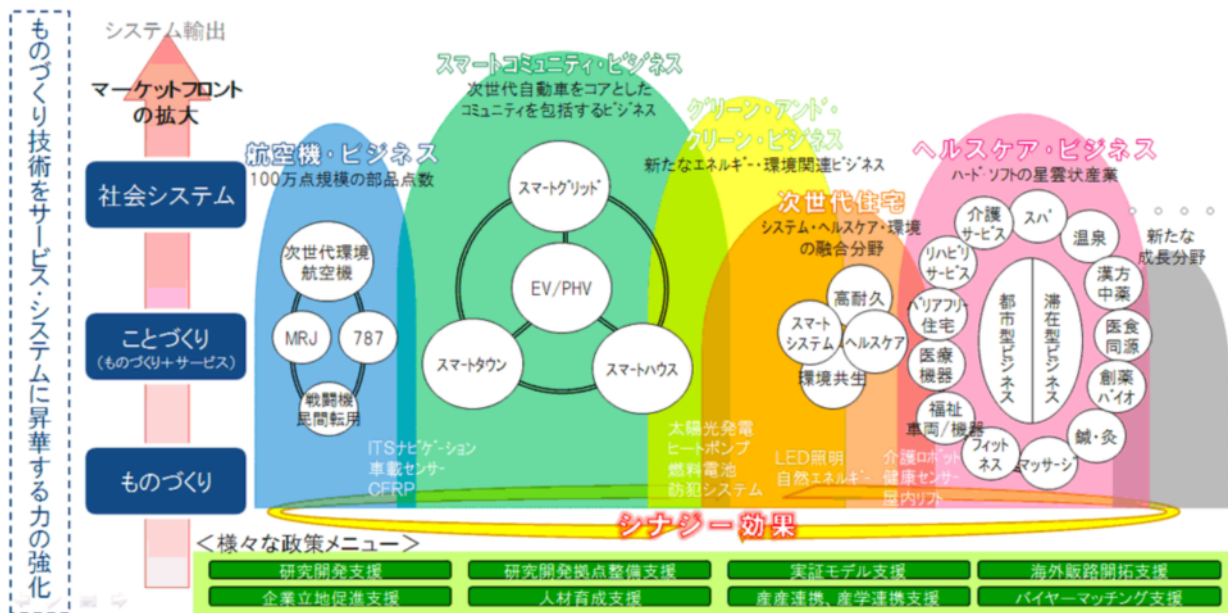 ものづくり技術をサービス・システムに昇華する力の強化
システム輸出
マーケットフロント
の拡大
社会システム
ことづくり
(ものづくり+サービス)
ものづくり
航空機・ビジネス
100万点規模の部品点数
次世代環境
航空機
MRJ
787
戦闘機
民間転用
スマートコミュニティ・ビジネス
次世代自動車をコアとした
コミュニティを包括するビジネス
スマートグリッド
EV/PHV
スマートタウン
スマートハウス
ITSナビゲーション
車載センサー
CFRP
グリーン・アンド・
クリーン・ビジネス
新たなエネルギー・環境関連ビジネス
太陽光発電
ヒートポンプ
燃料電池
防犯システム
次世代住宅
システム・ヘルスケア・環境
の融合分野
高耐久
スマート
システム
ヘルスケア
環境共生
LED照明
自然エネルギー
介護ロボット
健康センサー
屋内リフト
ヘルスケア・ビジネス
ハード・ソフトの星雲状産業
介護
サービス
スパ
温泉
漢方
中薬
医食
同源
創薬
バイオ
鍼・灸
マッサージ
フィット
ネス
福祉
車両/機器
医療
機器
バリアフリー
住宅
リハビリ
サービス
都市型ビジネス
滞在型ビジネス
新たな
成長分野
シナジー効果
<様々な政策メニュー>
研究開発支援
研究開発拠点整備支援
実証モデル支援
海外販路開拓支援
企業立地促進支援
人材育成支援
産産連携、産学連携支援
バイヤーマッチング支援